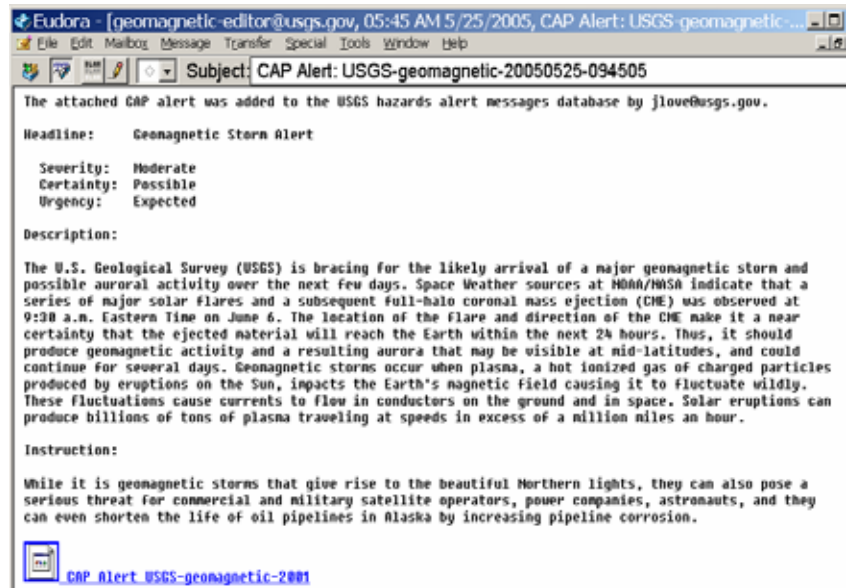 Eudora - [geomagnetic-editor@usgs.gov, 05:45 AM 5/25/2005, CAP Alert: USGS-geomagnetic-...
File Edit Mailbox Message Transfer Special Tools Window Help
Subject: CAP Alert: USGS-geomagnetic-20050525-094505
The attached CAP alert was added to the USGS hazards alert messages database by jlove@usgs.gov.
Headline: Geomagnetic Storm Alert
Severity: Moderate
Certainty: Possible
Urgency: Expected
Description:
The U.S. Geological Survey (USGS) is bracing for the likely arrival of a major geomagnetic storm and
possible auroral activity over the next few days. Space Weather sources at NOAA/NASA indicate that a
series of major solar flares and a subsequent full-halo coronal mass ejection (CME) was observed at
9:30 a.m. Eastern Time on June 6. The location of the flare and direction of the CME make it a near
certainty that the ejected material will reach the Earth within the next 24 hours. Thus, it should
produce geomagnetic activity and a resulting aurora that may be visible at mid-latitudes, and could
continue for several days. Geomagnetic storms occur when plasma, a hot ionized gas of charged particles
produced by eruptions on the Sun, impacts the Earth's magnetic field causing it to fluctuate wildly.
These fluctuations cause currents to flow in conductors on the ground and in space. Solar eruptions can
produce billions of tons of plasma traveling at speeds in excess of a million miles an hour.
Instruction:
While it is geomagnetic storms that give rise to the beautiful Northern lights, they can also pose a
serious threat for commercial and military satellite operators, power companies, astronauts, and they
can even shorten the life of oil pipelines in Alaska by increasing pipeline corrosion.
CAP Alert USGS-geomagnetic-2001